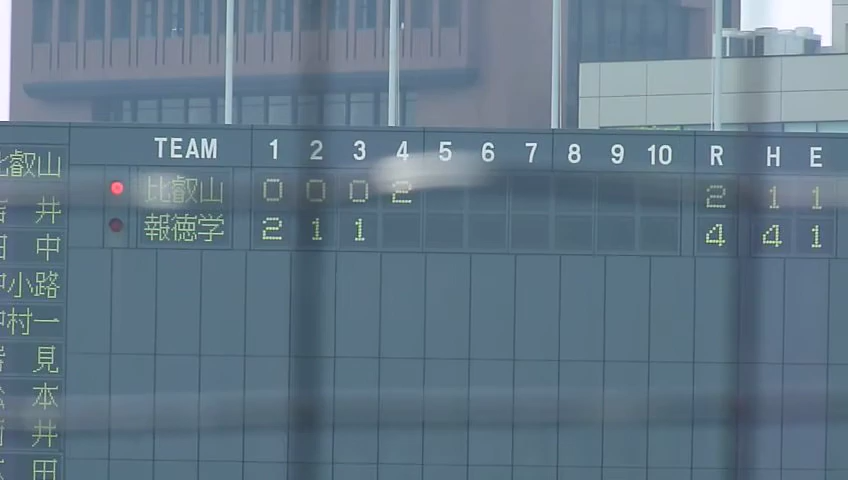 比叡山
井
中
小路
中村一
見
本
井
田
TEAM 1 2 3 4 5 6 7 8 9 10 R H E
比叡山 0 0 0 2 2 1 1
報徳学 2 1 1 4 4 1